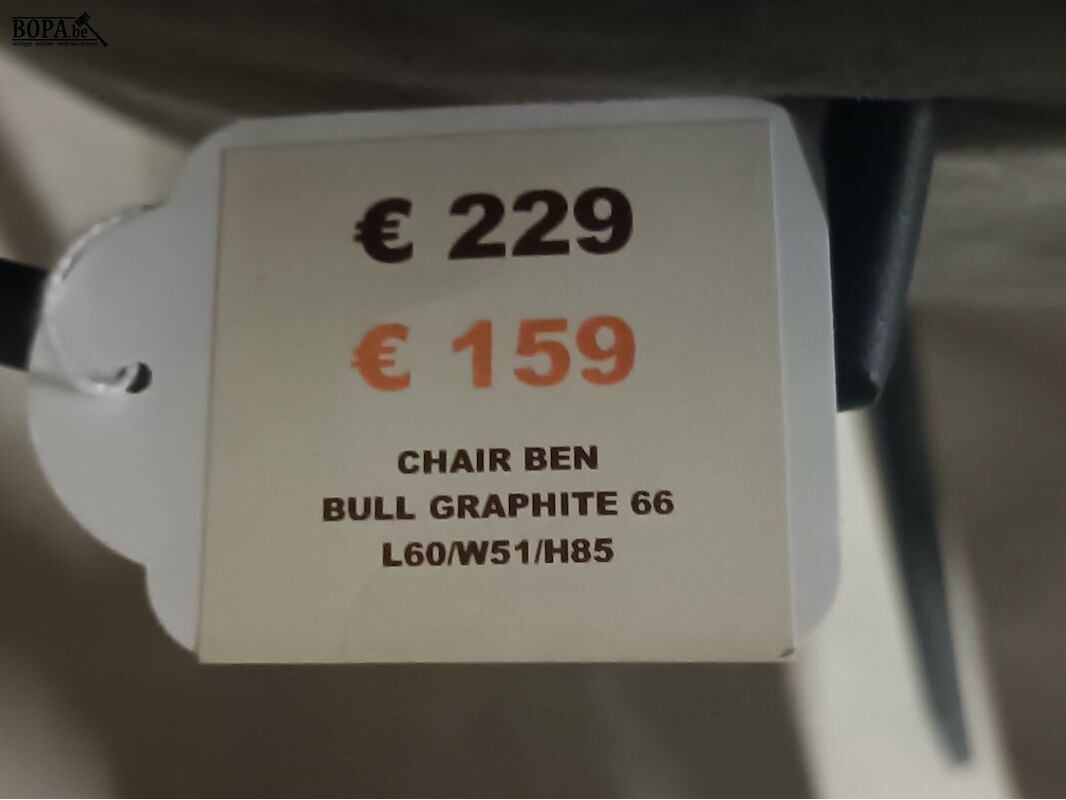 BOPA.be
€ 229
€ 159
CHAIR BEN
BULL GRAPHITE 66
L60/W51/H85